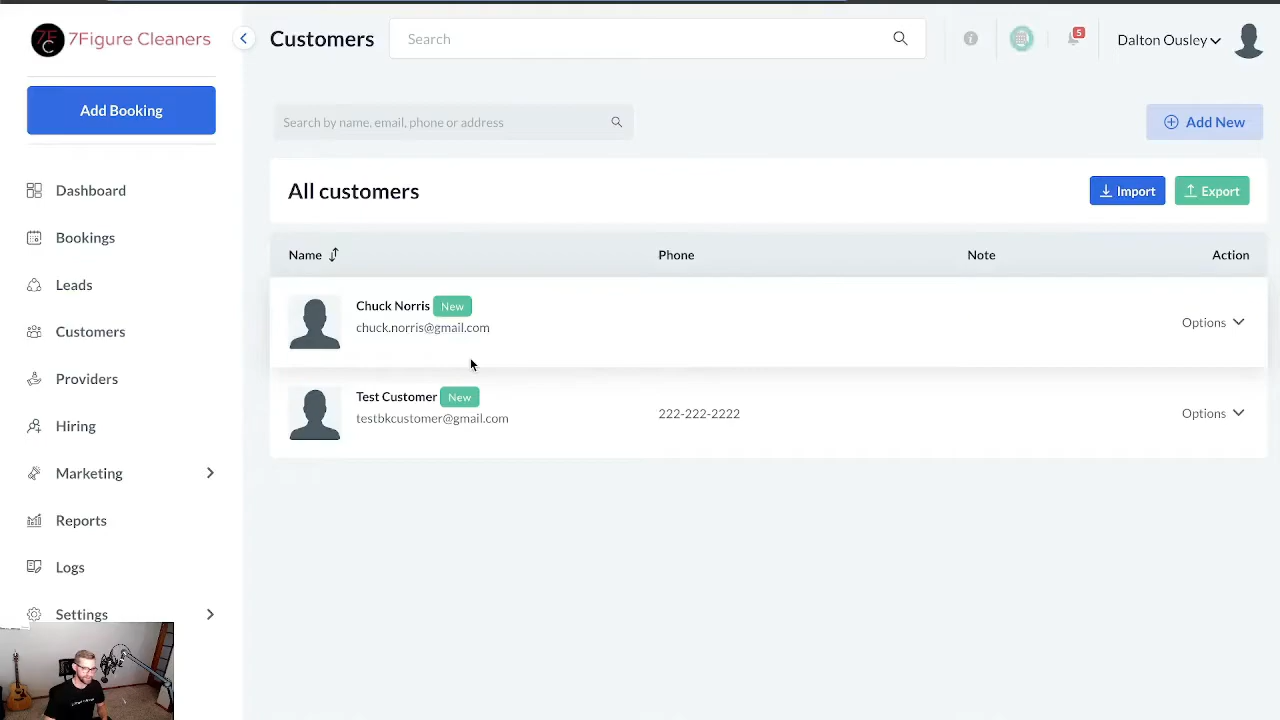 7F
C
7Figure Cleaners
Customers
Search
5
Dalton Ousley
Add Booking
Search by name, email, phone or address
Add New
Dashboard
Bookings
Leads
Customers
Providers
Hiring
Marketing
Reports
Logs
Settings
All customers
Import
Export
Name
Phone
Note
Action
Chuck Norris New
chuck.norris@gmail.com
Options
Test Customer New
testbkcustomer@gmail.com
222-222-2222
Options